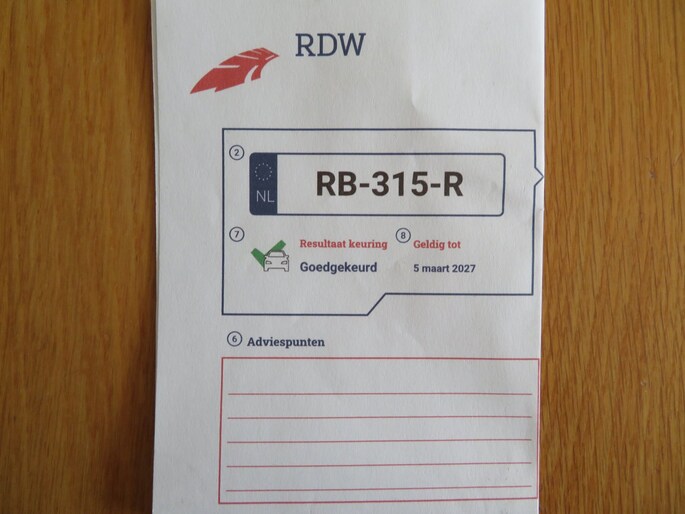 RDW
2
NL
RB-315-R
7
Resultaat keuring
Goedgekeurd
8
Geldig tot
5 maart 2027
6 Adviespunten